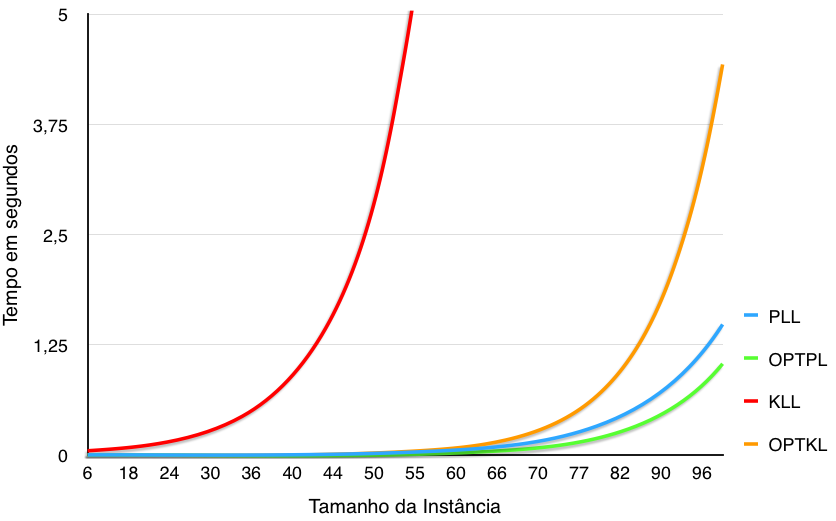 Tempo em segundos
5
3,75
2,5
1,25
0
6 18 24 30 36 40 44 50 55 60 66 70 77 82 90 96
Tamanho da Instância
PLL
OPTPL
KLL
OPTKL